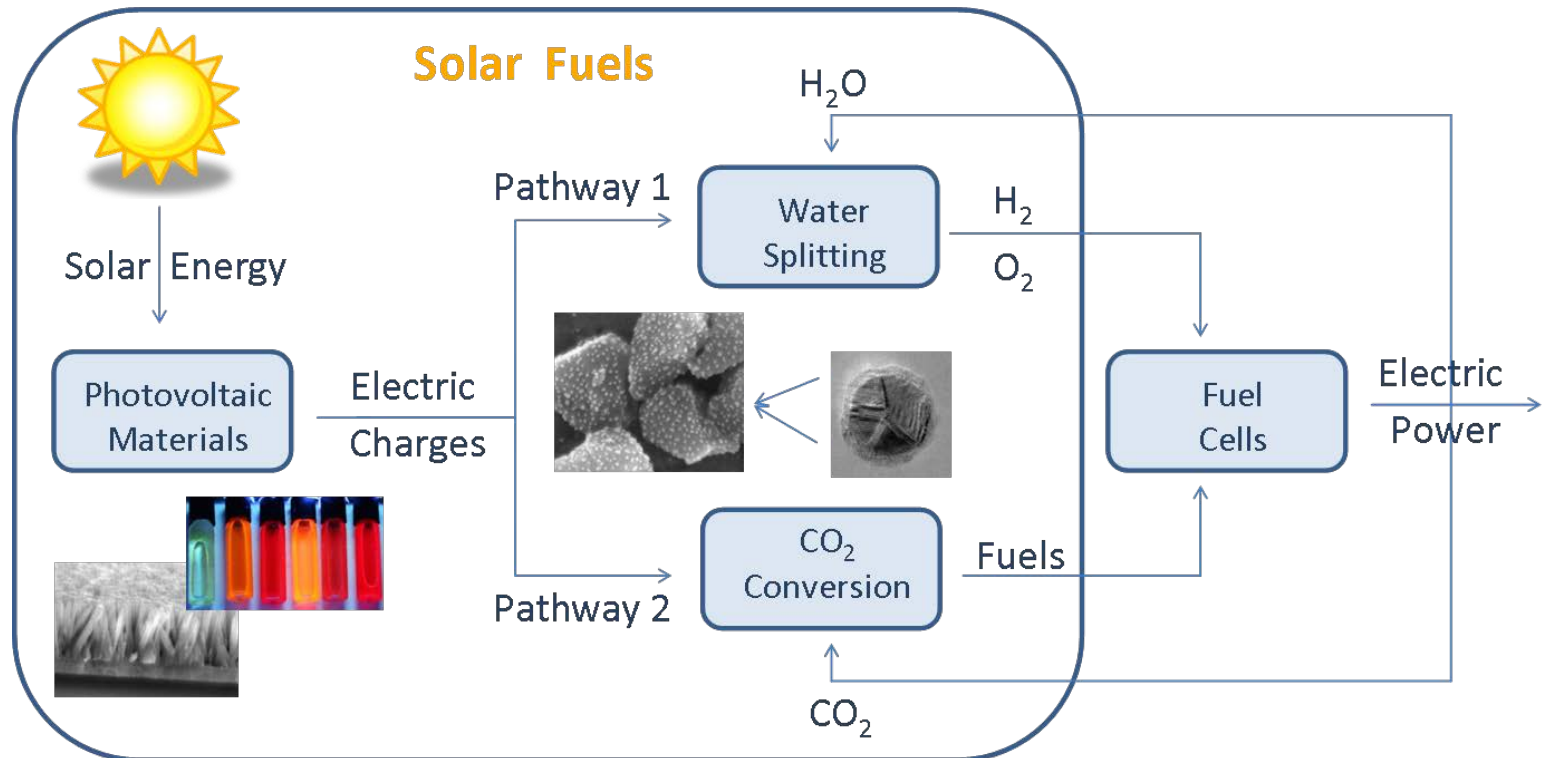 Solar Fuels
H₂O
Pathway 1
Water
Splitting
H₂
O₂
Solar Energy
Photovoltaic
Materials
Electric
Charges
Fuel
Cells
Electric
Power
CO₂
Conversion
Fuels
Pathway 2
CO₂